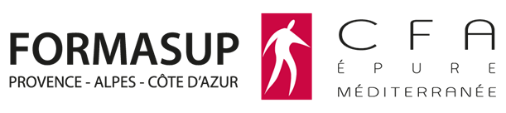 FORMASUP
PROVENCE - ALPES - CÔTE D'AZUR
CFA
ÉPURE
MÉDITERRANÉE